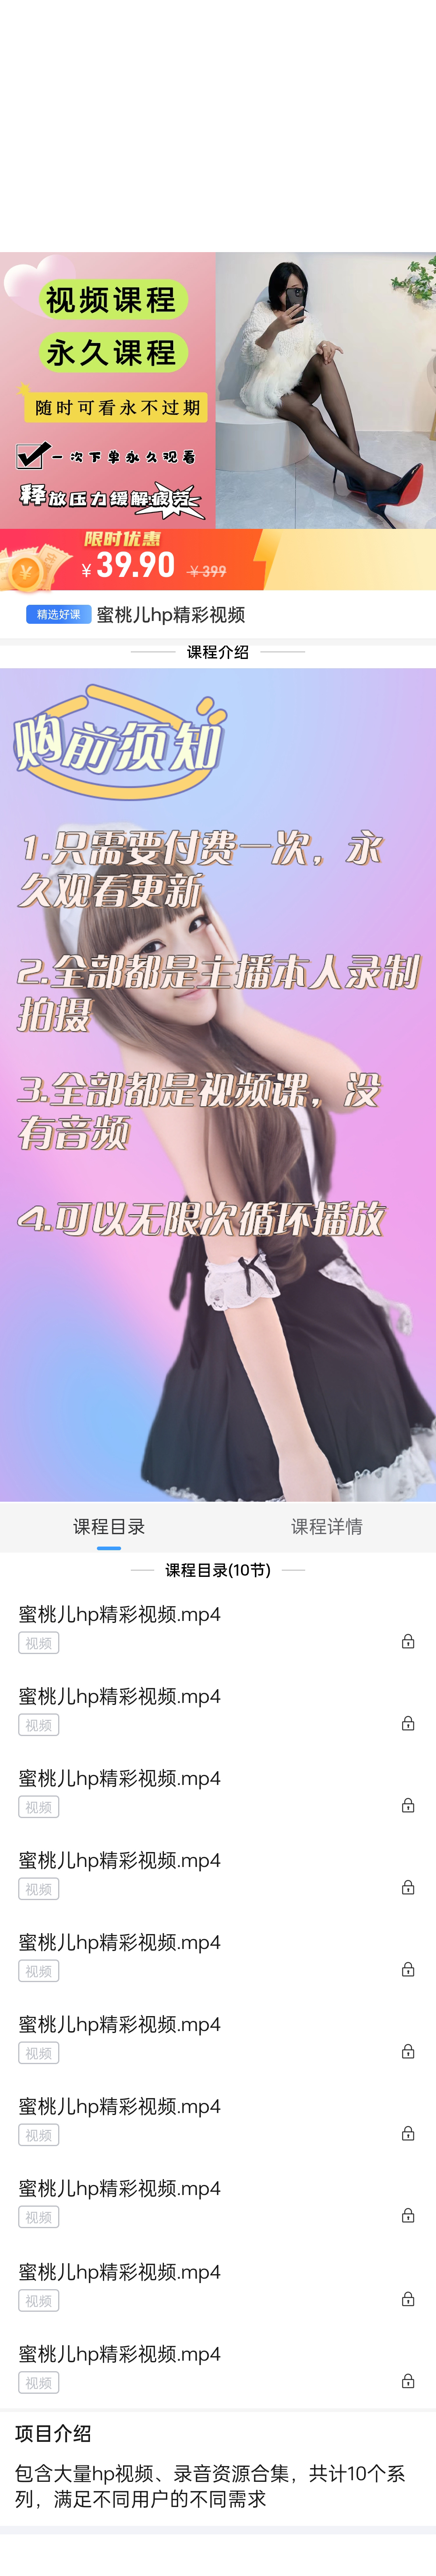 视频课程
永久课程
随时可看永不过期
一次下单永久观看
释放压力缓解疲劳
限时优惠
¥39.90 ¥399
精选好课 蜜桃儿hp精彩视频
课程介绍
购前须知
1.只需要付费一次，永
久观看更新
2.全部都是主播本人录制
拍摄
3.全部都是视频课，没
有音频
4.可以无限次循环播放
课程目录 课程详情
课程目录(10节)
蜜桃儿hp精彩视频.mp4
视频
蜜桃儿hp精彩视频.mp4
视频
蜜桃儿hp精彩视频.mp4
视频
蜜桃儿hp精彩视频.mp4
视频
蜜桃儿hp精彩视频.mp4
视频
蜜桃儿hp精彩视频.mp4
视频
蜜桃儿hp精彩视频.mp4
视频
蜜桃儿hp精彩视频.mp4
视频
蜜桃儿hp精彩视频.mp4
视频
蜜桃儿hp精彩视频.mp4
视频
项目介绍
包含大量hp视频、录音资源合集，共计10个系
列，满足不同用户的不同需求